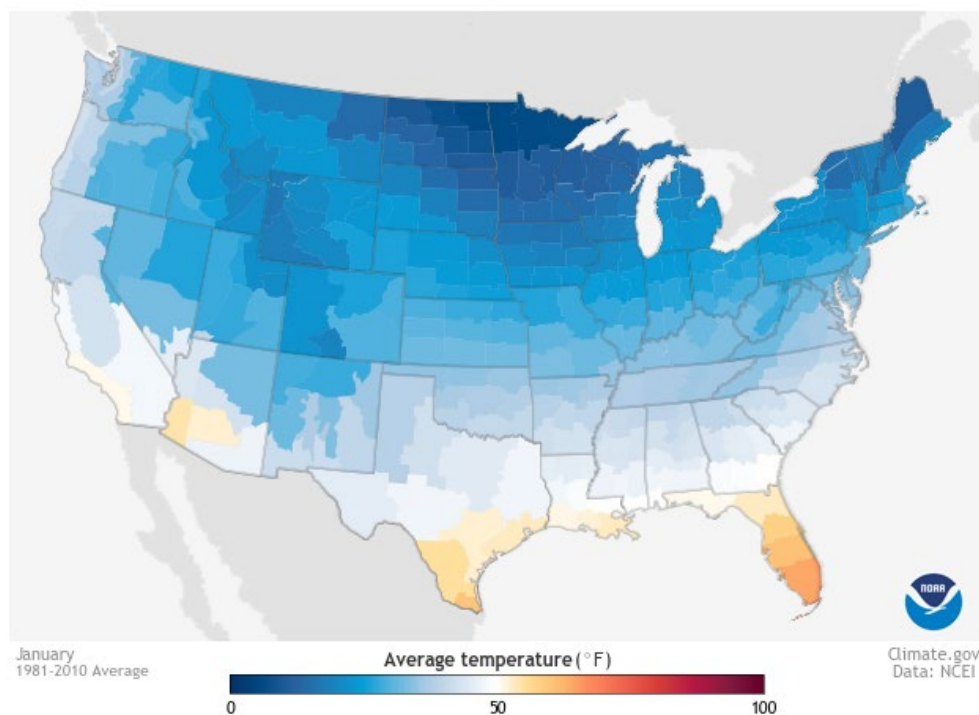 NOAA
January
1981-2010 Average
Average temperature (°F)
0
50
100
Climate.gov
Data: NCEI